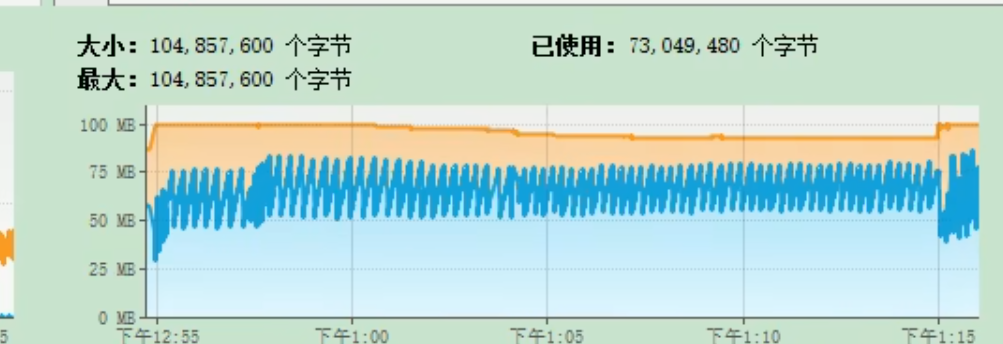 大小： 104,857,600 个字节
已使用： 73,049,480 个字节
最大： 104,857,600 个字节
100 MB
75 MB
50 MB
25 MB
0 MB
5 下午12:55 下午1:00 下午1:05 下午1:10 下午1:15